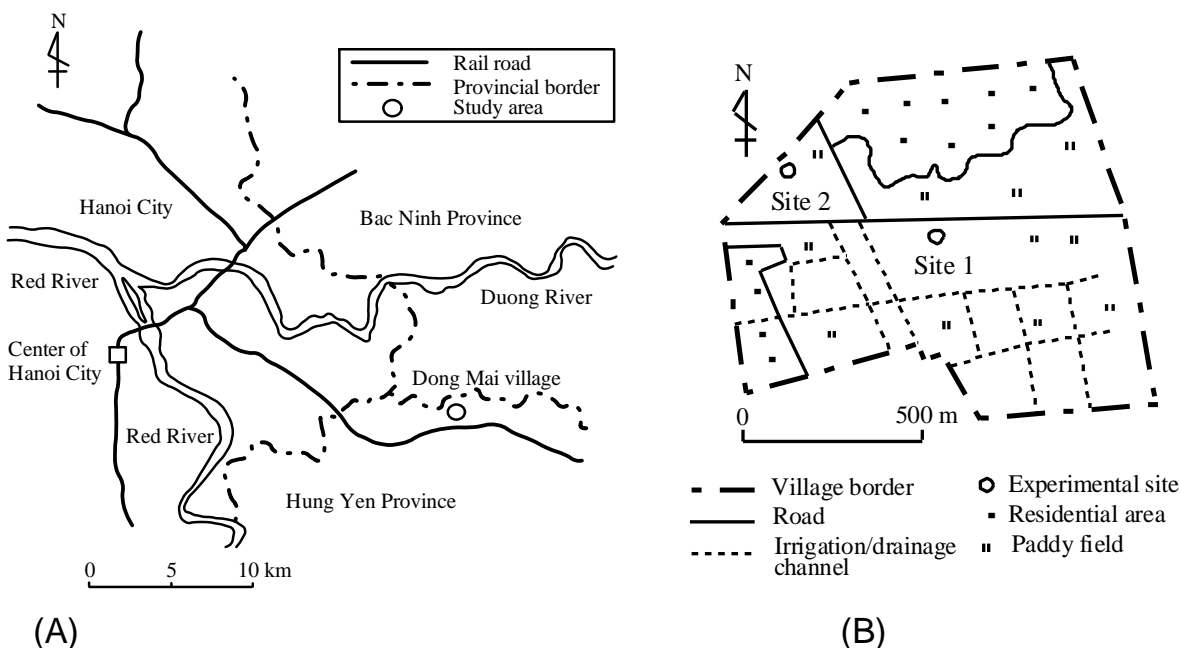 N
Rail road
Provincial border
Study area
Hanoi City
Bac Ninh Province
Red River
Duong River
Center of
Hanoi City
Dong Mai village
Red River
Hung Yen Province
0 5 10 km
(A)
N
Site 2
Site 1
0 500 m
Village border
Road
Irrigation/drainage
channel
Experimental site
Residential area
Paddy field
(B)